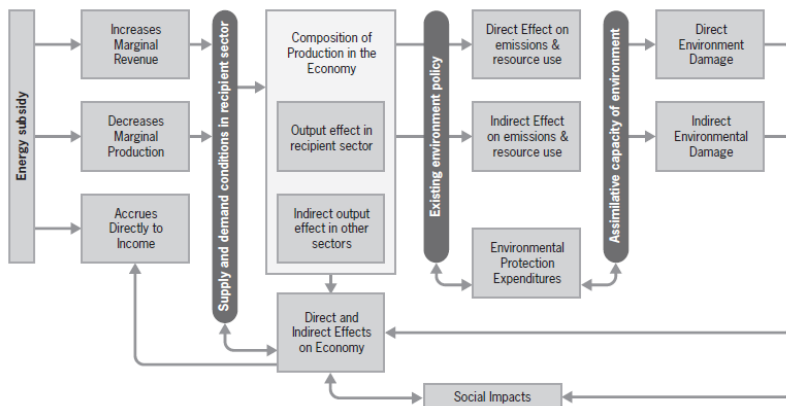 Energy subsidy
Increases
Marginal
Revenue
Decreases
Marginal
Production
Accrues
Directly to
Income
Supply and demand conditions in recipient sector
Composition of
Production in the
Economy
Output effect in
recipient sector
Indirect output
effect in other
sectors
Direct and
Indirect Effects
on Economy
Existing environment policy
Direct Effect on
emissions &
resource use
Indirect Effect
on emissions &
resource use
Environmental
Protection
Expenditures
Social Impacts
Assimilative capacity of environment
Direct
Environment
Damage
Indirect
Environmental
Damage